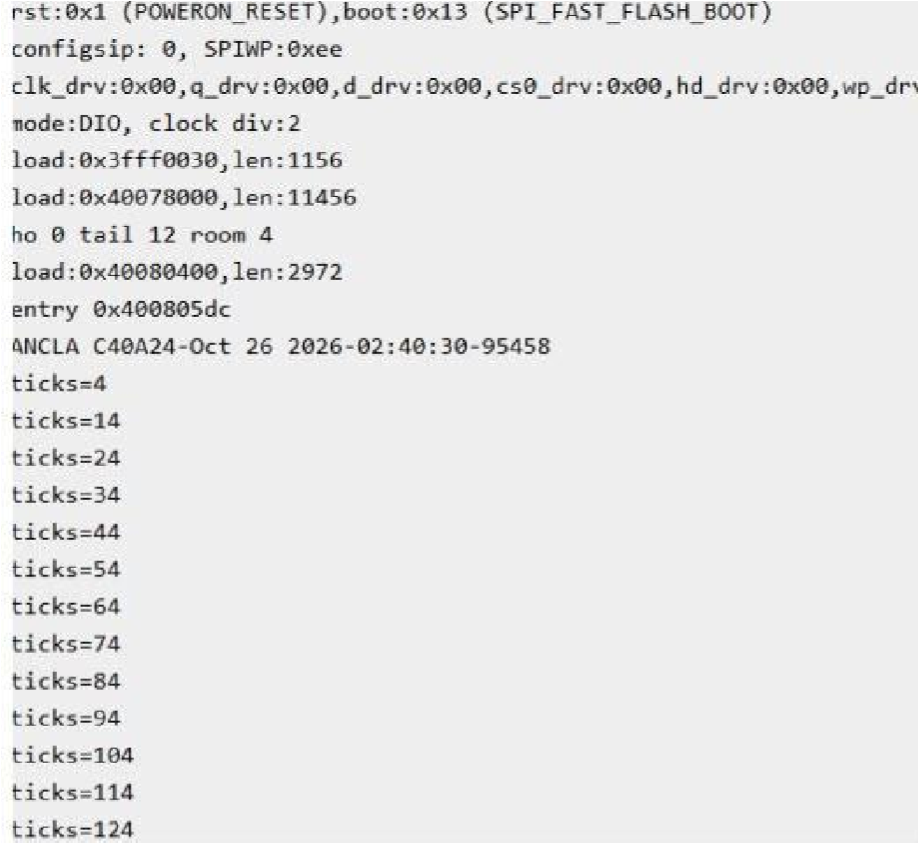 rst:0x1 (POWERON_RESET),boot:0x13 (SPI_FAST_FLASH_BOOT)
configsip: 0, SPIWP:0xee
clk_drv:0x00,q_drv:0x00,d_drv:0x00,cs0_drv:0x00,hd_drv:0x00,wp_drv
mode:DIO, clock div:2
load:0x3fff0030,len:1156
load:0x40078000,len:11456
ho 0 tail 12 room 4
load:0x40080400,len:2972
entry 0x400805dc
ANCLA C40A24-Oct 26 2026-02:40:30-95458
ticks=4
ticks=14
ticks=24
ticks=34
ticks=44
ticks=54
ticks=64
ticks=74
ticks=84
ticks=94
ticks=104
ticks=114
ticks=124